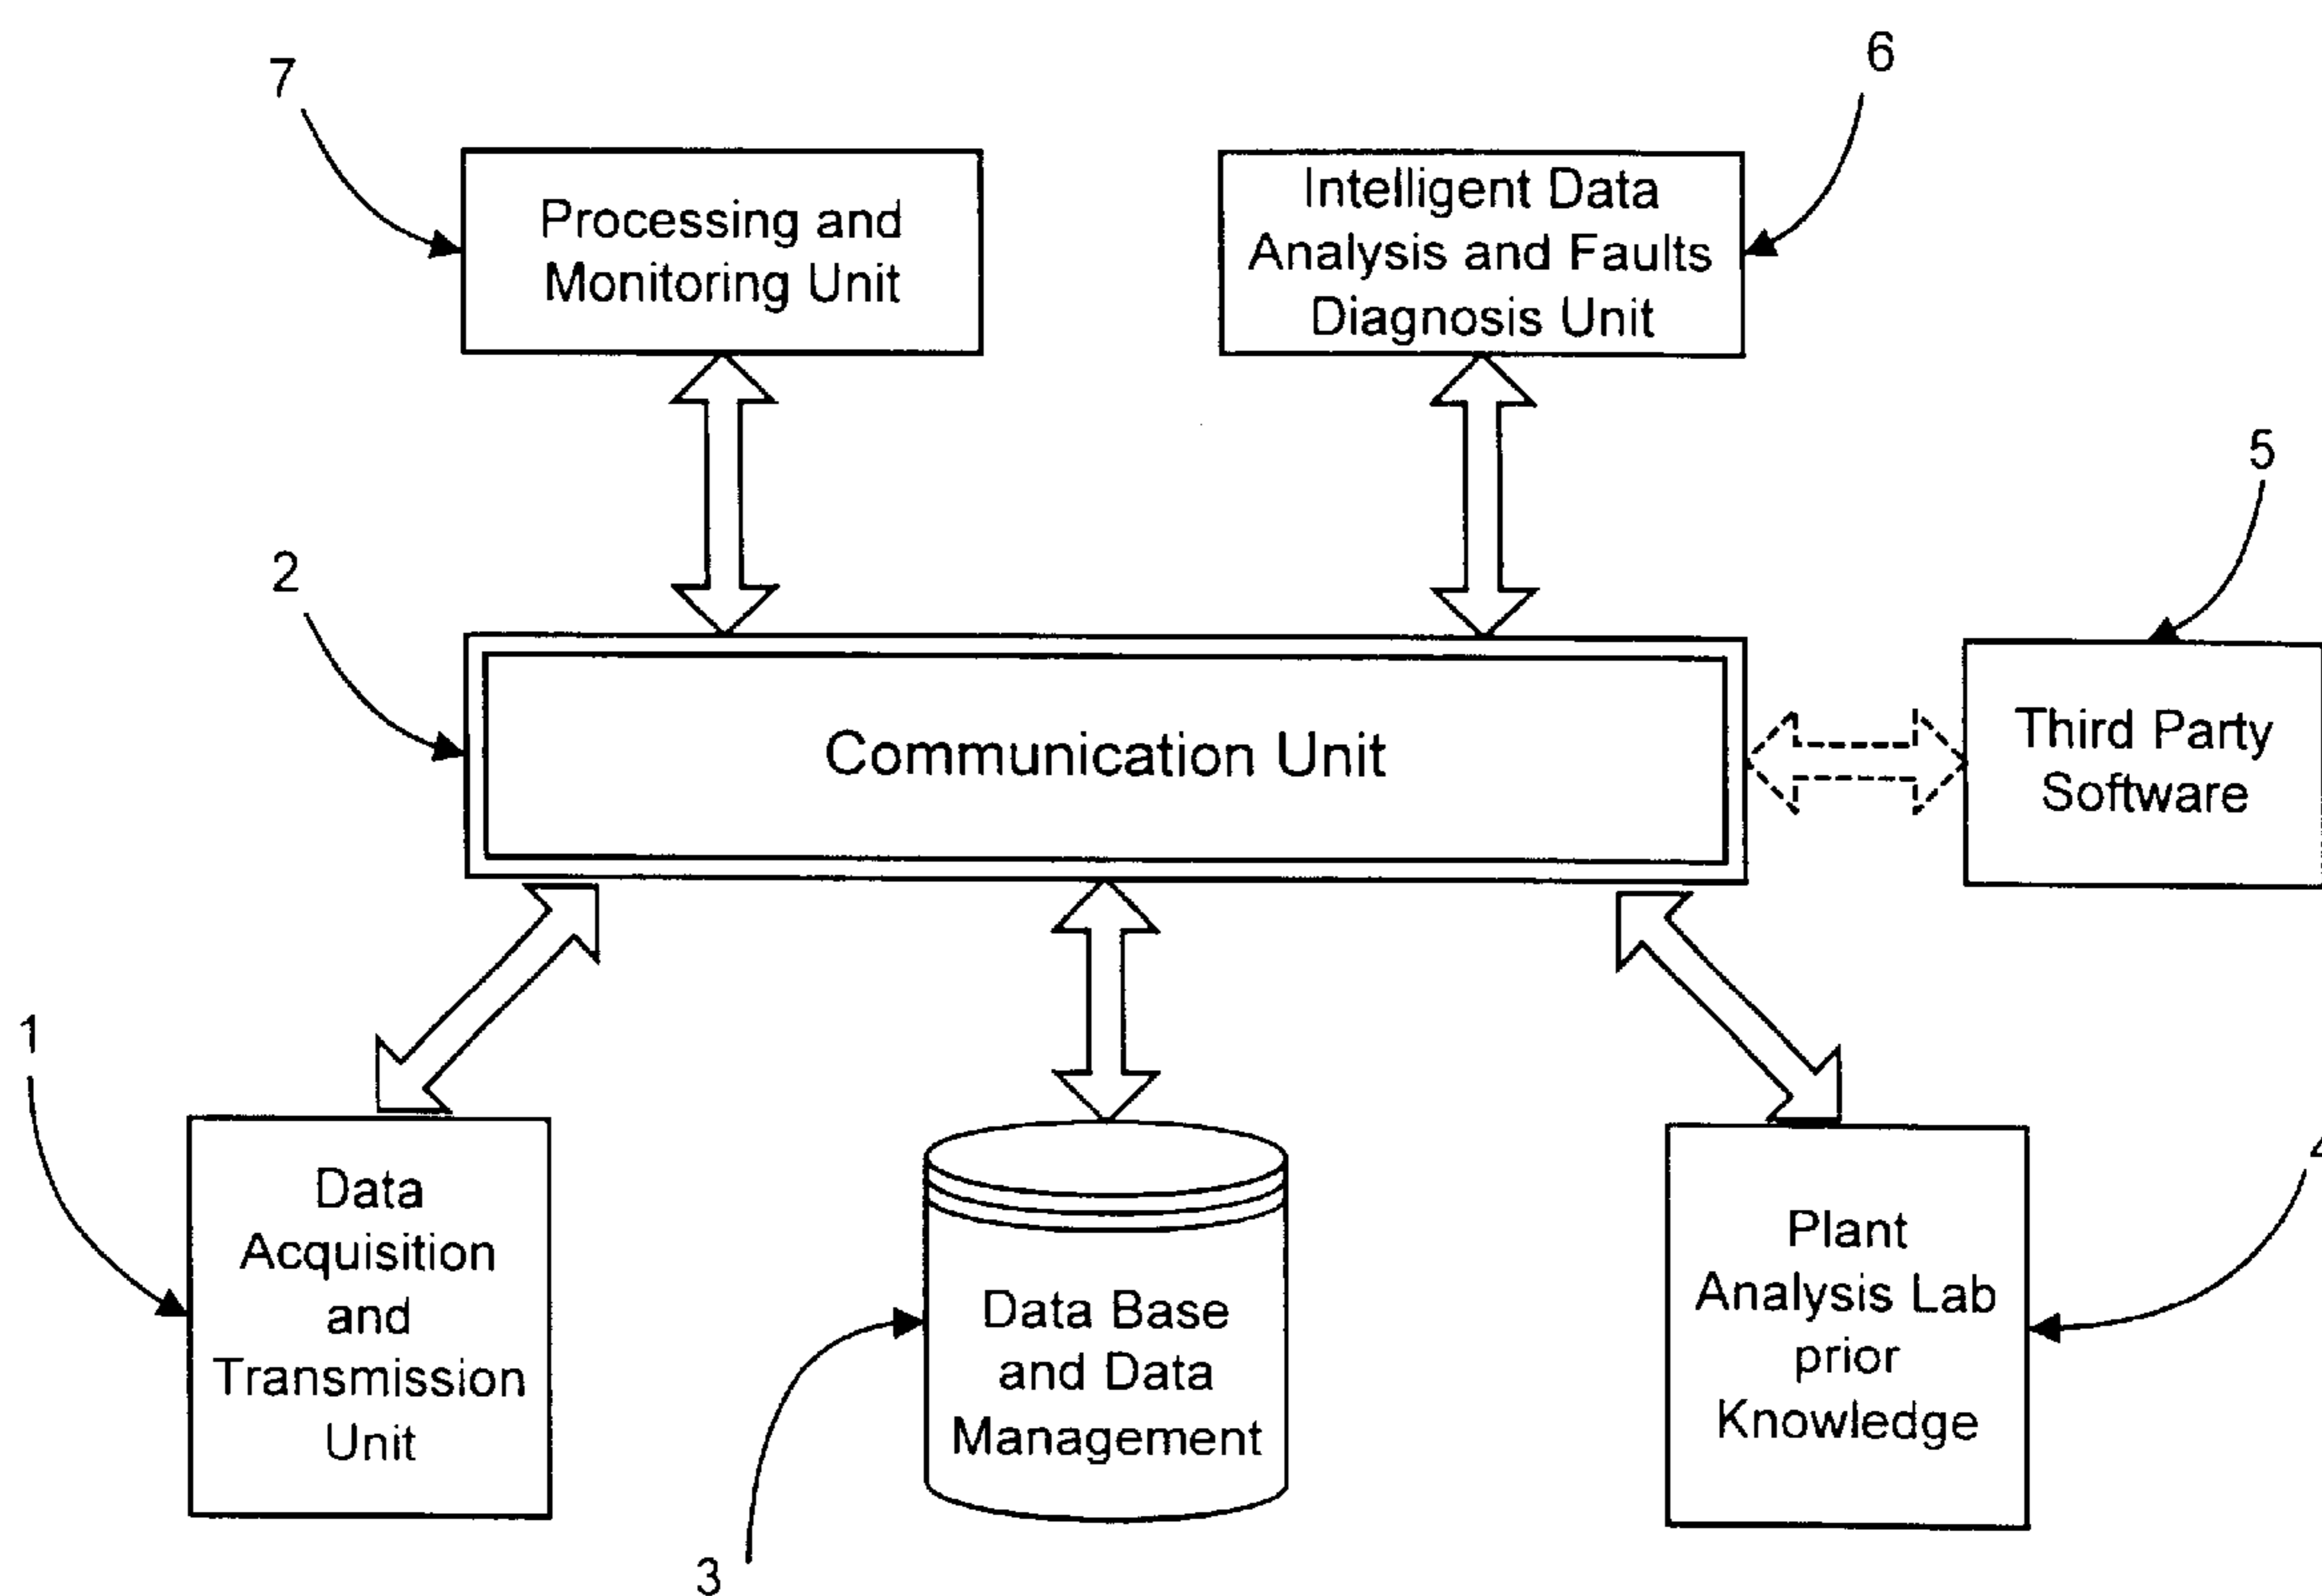 7
6
Processing and
Monitoring Unit
Intelligent Data
Analysis and Faults
Diagnosis Unit
5
2
Communication Unit
Third Party
Software
1
4
Data
Acquisition
and
Transmission
Unit
Data Base
and Data
Management
Plant
Analysis Lab
prior
Knowledge
3